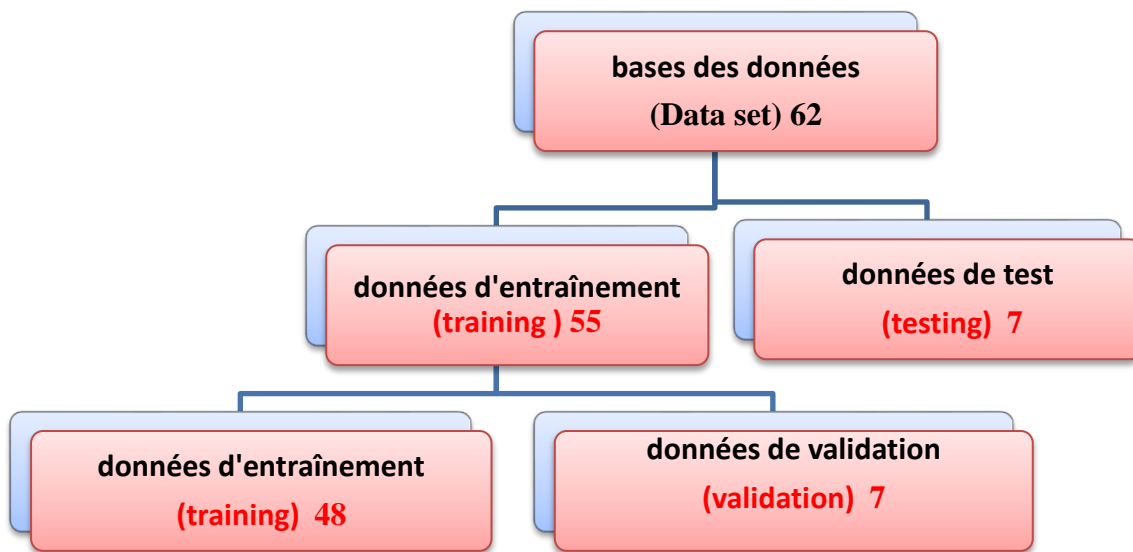 bases des données
(Data set) 62
données d'entraînement
(training ) 55
données de test
(testing) 7
données d'entraînement
(training) 48
données de validation
(validation) 7